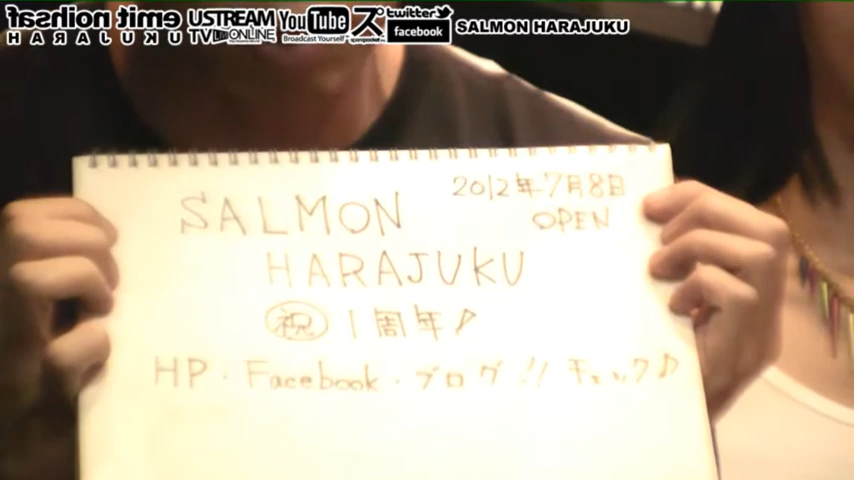 fashion time USTREAM YouTube ズ twitter
HARAJUKU TV LIVE ONLINE Broadcast Yourself facebook SALMON HARAJUKU
2012年7月8日
SALMON OPEN
HARAJUKU
祝 1周年♪
HP・Facebook・ブログ!! チェック♪